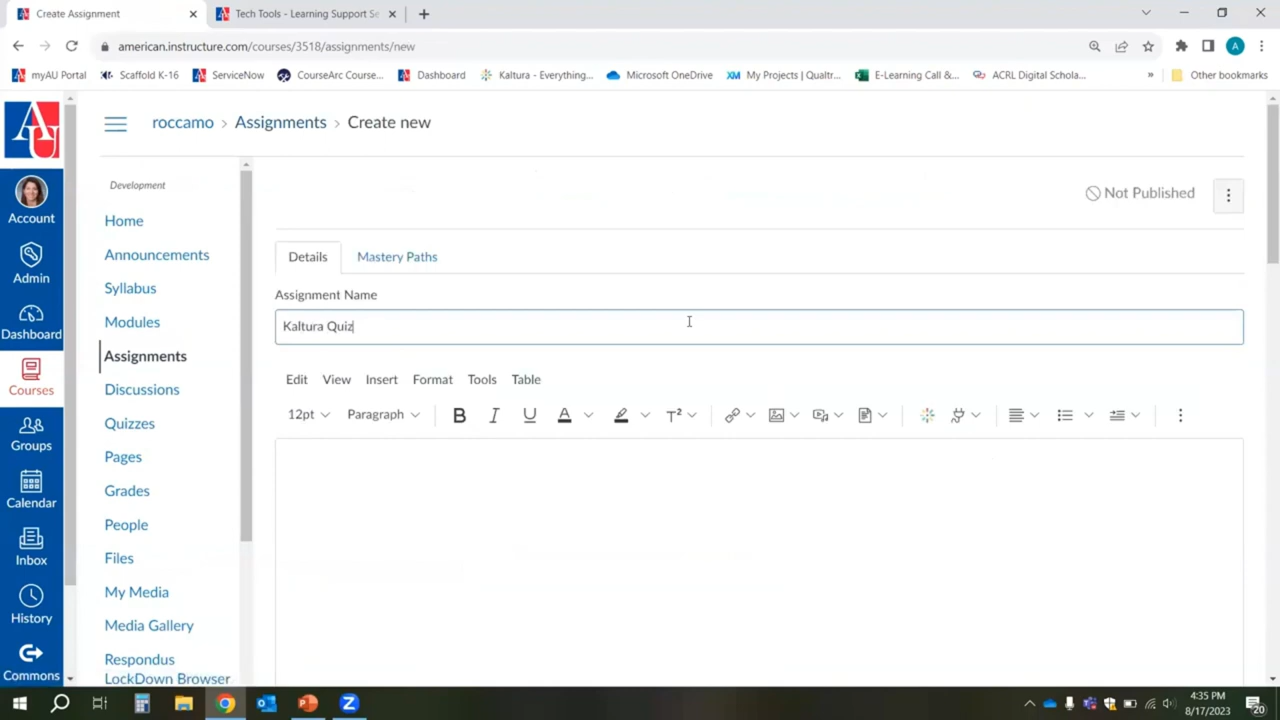 Create Assignment
Tech Tools - Learning Support Se
american.instructure.com/courses/3518/assignments/new
myAU Portal
Scaffold K-16
ServiceNow
CourseArc Course...
Dashboard
Kaltura - Everything...
Microsoft OneDrive
My Projects | Qualtr...
E-Learning Call &...
ACRL Digital Schola...
Other bookmarks
A
AU
Account
Admin
Dashboard
Courses
Groups
Calendar
Inbox
History
Commons
roccamo › Assignments › Create new
Development
Home
Announcements
Syllabus
Modules
Assignments
Discussions
Quizzes
Pages
Grades
People
Files
My Media
Media Gallery
Respondus
LockDown Browser
Not Published
Details
Mastery Paths
Assignment Name
Kaltura Quiz
Edit View Insert Format Tools Table
12pt Paragraph B I U A T²
4:35 PM
8/17/2023
20